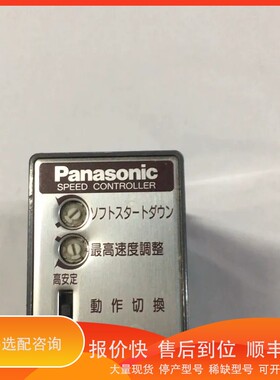 Panasonic
SPEED CONTROLLER
ソフトスタートダウン
最高速度調整
高安定
動作切換
选配咨询
报价快 售后到位 顺丰
大量现货 停产型号 稀缺型号 可开